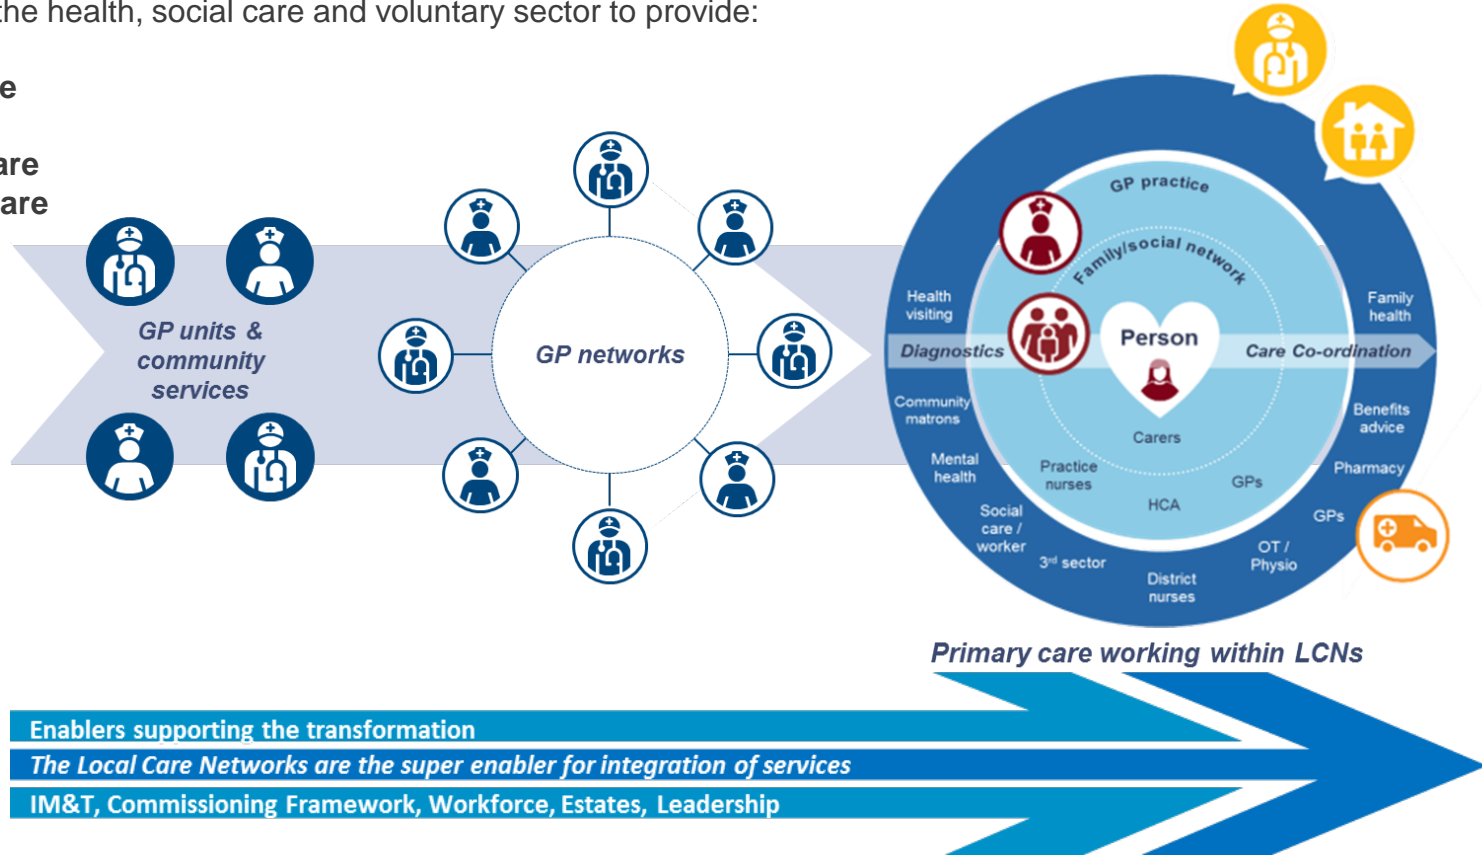 the health, social care and voluntary sector to provide:
GP units &
community
services
GP networks
GP practice
Family/social network
Health
visiting
Family
health
Diagnostics
Person
Care Co-ordination
Community
matrons
Benefits
advice
Carers
Mental
health
Practice
nurses
Pharmacy
GPs
HCA
Social
care /
worker
GPs
3rd sector
OT /
Physio
District
nurses
Primary care working within LCNs
Enablers supporting the transformation
The Local Care Networks are the super enabler for integration of services
IM&T, Commissioning Framework, Workforce, Estates, Leadership